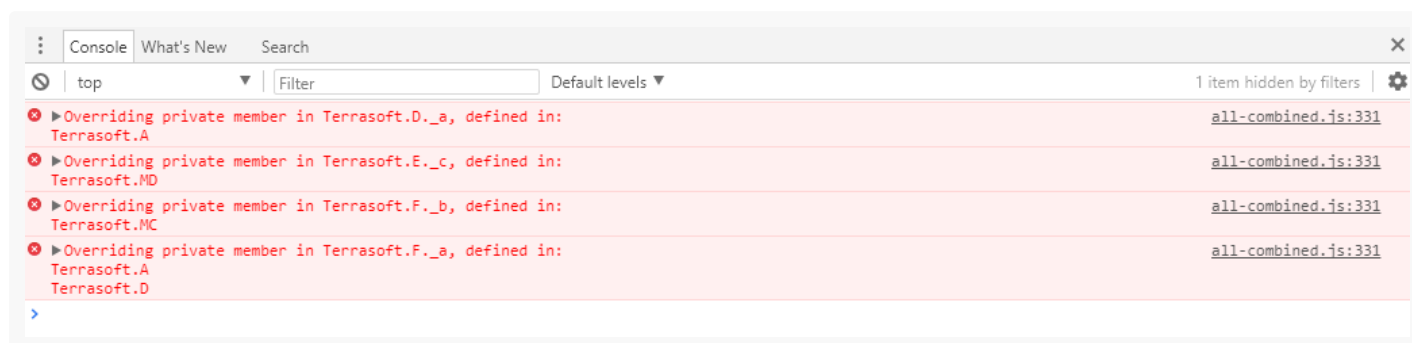 Console What's New Search
top Filter Default levels 1 item hidden by filters
Overriding private member in Terrasoft.D._a, defined in: all-combined.js:331
Terrasoft.A
Overriding private member in Terrasoft.E._c, defined in: all-combined.js:331
Terrasoft.MD
Overriding private member in Terrasoft.F._b, defined in: all-combined.js:331
Terrasoft.MC
Overriding private member in Terrasoft.F._a, defined in: all-combined.js:331
Terrasoft.A
Terrasoft.D